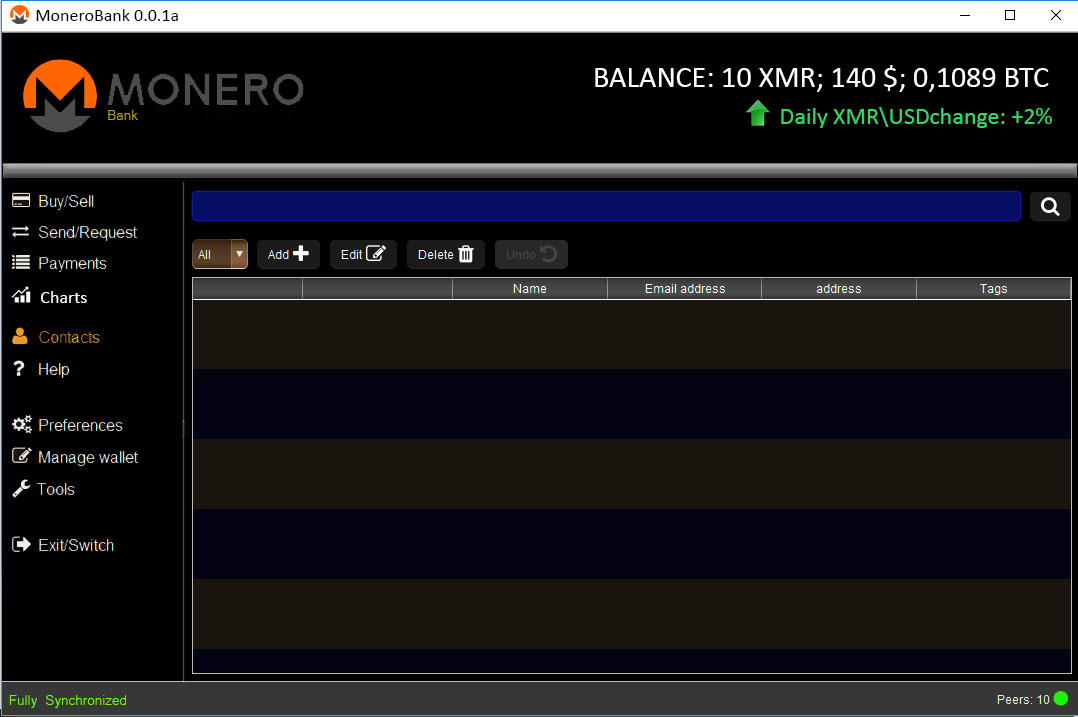 MoneroBank 0.0.1a
MONERO
Bank
BALANCE: 10 XMR; 140 $; 0,1089 BTC
Daily XMR\USDchange: +2%
Buy/Sell
Send/Request
Payments
Charts
Contacts
? Help
Preferences
Manage wallet
Tools
Exit/Switch
All Add Edit Delete Undo
Name Email address address Tags
Fully Synchronized
Peers: 10